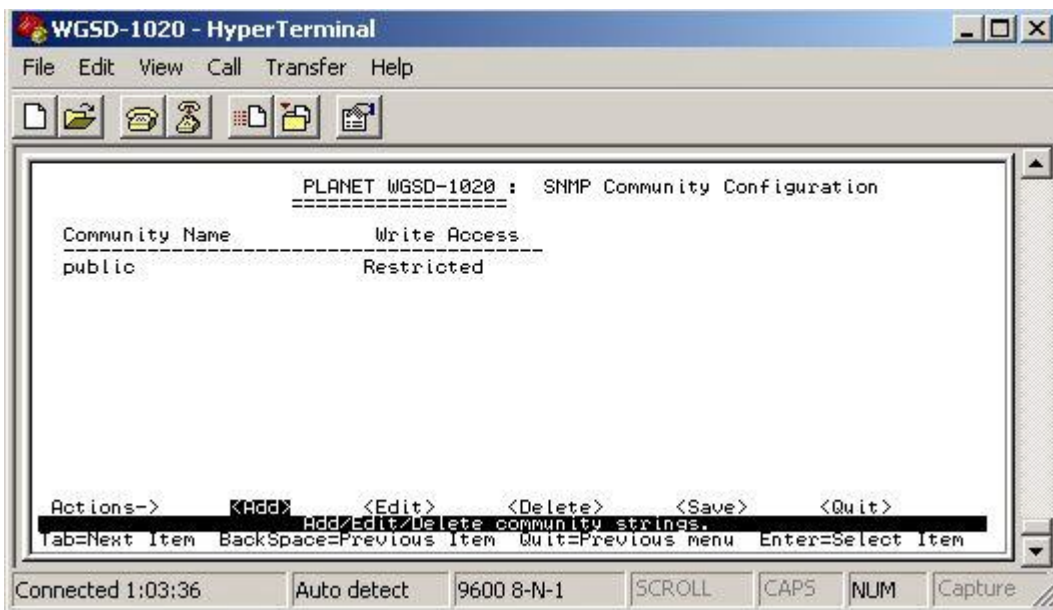 WGSD-1020 - HyperTerminal
File Edit View Call Transfer Help
PLANET WGSD-1020 : SNMP Community Configuration
==================
Community Name Write Access
----------------------------------------
public Restricted
Actions-> <Add> <Edit> <Delete> <Save> <Quit>
Add/Edit/Delete community strings.
Tab=Next Item BackSpace=Previous Item Quit=Previous menu Enter=Select Item
Connected 1:03:36 Auto detect 9600 8-N-1 SCROLL CAPS NUM Capture